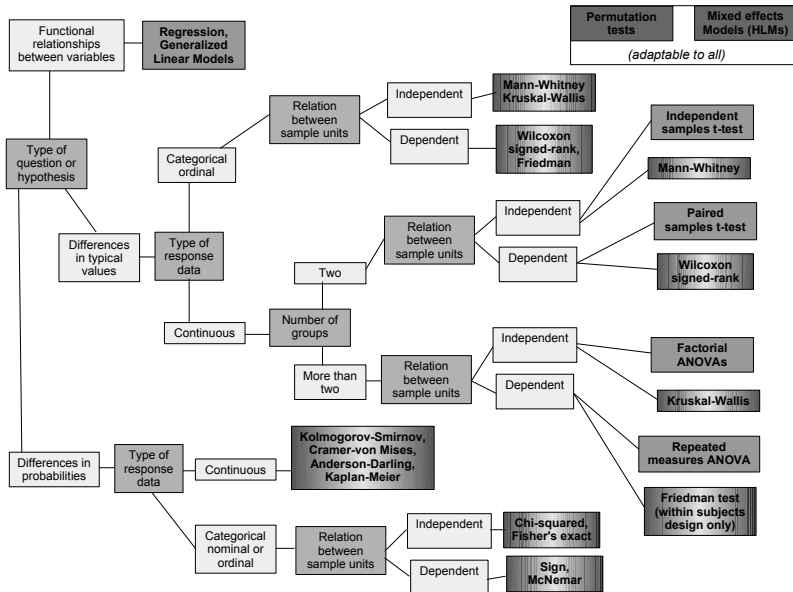 Functional
relationships
between variables
Regression,
Generalized
Linear Models
Permutation
tests
Mixed effects
Models (HLMs)
(adaptable to all)
Type of
question or
hypothesis
Categorical
ordinal
Relation
between
sample units
Independent
Mann-Whitney
Kruskal-Wallis
Dependent
Wilcoxon
signed-rank,
Friedman
Differences
in typical
values
Type of
response
data
Continuous
Number of
groups
Two
Relation
between
sample units
Independent
Independent
samples t-test
Mann-Whitney
Dependent
Paired
samples t-test
Wilcoxon
signed-rank
More than
two
Relation
between
sample units
Independent
Factorial
ANOVAs
Kruskal-Wallis
Dependent
Repeated
measures ANOVA
Friedman test
(within subjects
design only)
Differences in
probabilities
Type of
response
data
Continuous
Kolmogorov-Smirnov,
Cramer-von Mises,
Anderson-Darling,
Kaplan-Meier
Categorical
nominal or
ordinal
Relation
between
sample units
Independent
Chi-squared,
Fisher's exact
Dependent
Sign,
McNemar